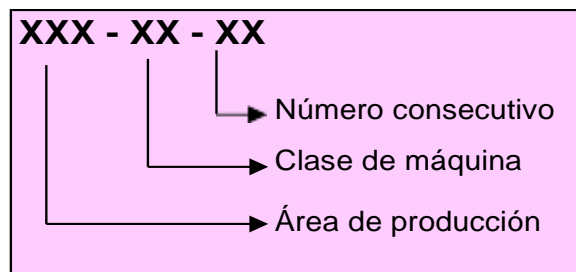 XXX - XX - XX
Número consecutivo
Clase de máquina
Área de producción